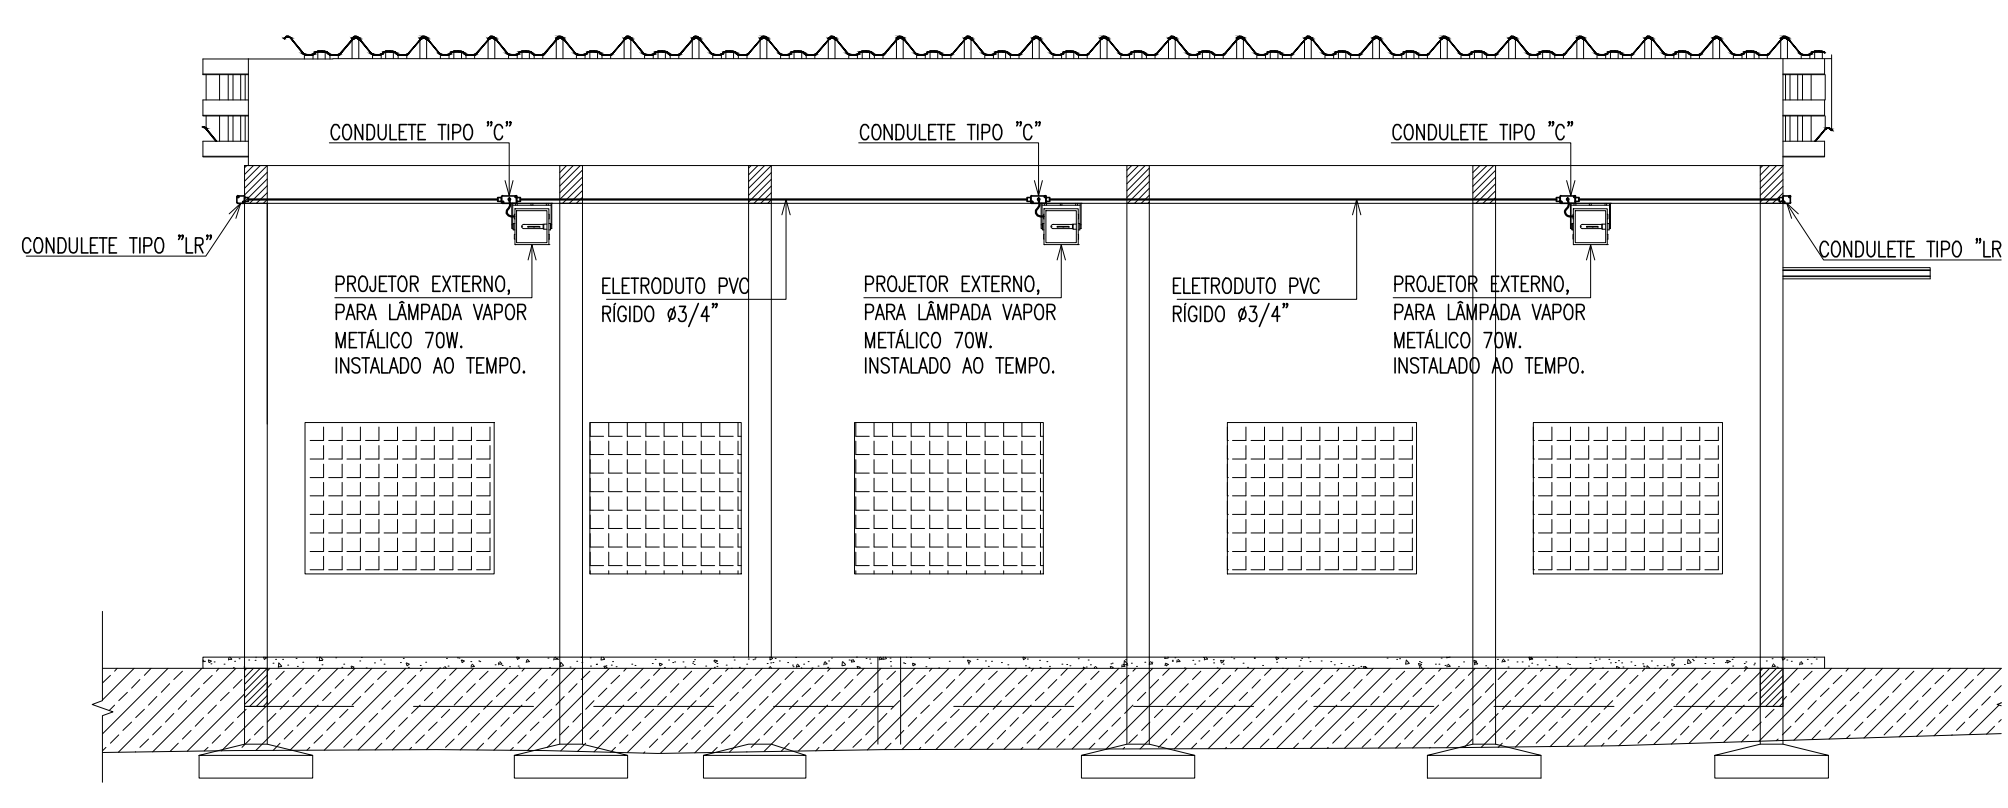 CONDULETE TIPO "C"
CONDULETE TIPO "C"
CONDULETE TIPO "C"
CONDULETE TIPO "LR"
CONDULETE TIPO "LR
PROJETOR EXTERNO,
PARA LÂMPADA VAPOR
METÁLICO 70W.
INSTALADO AO TEMPO.
ELETRODUTO PVC
RÍGIDO ø3/4"
PROJETOR EXTERNO,
PARA LÂMPADA VAPOR
METÁLICO 70W.
INSTALADO AO TEMPO.
ELETRODUTO PVC
RÍGIDO ø3/4"
PROJETOR EXTERNO,
PARA LÂMPADA VAPOR
METÁLICO 70W.
INSTALADO AO TEMPO.